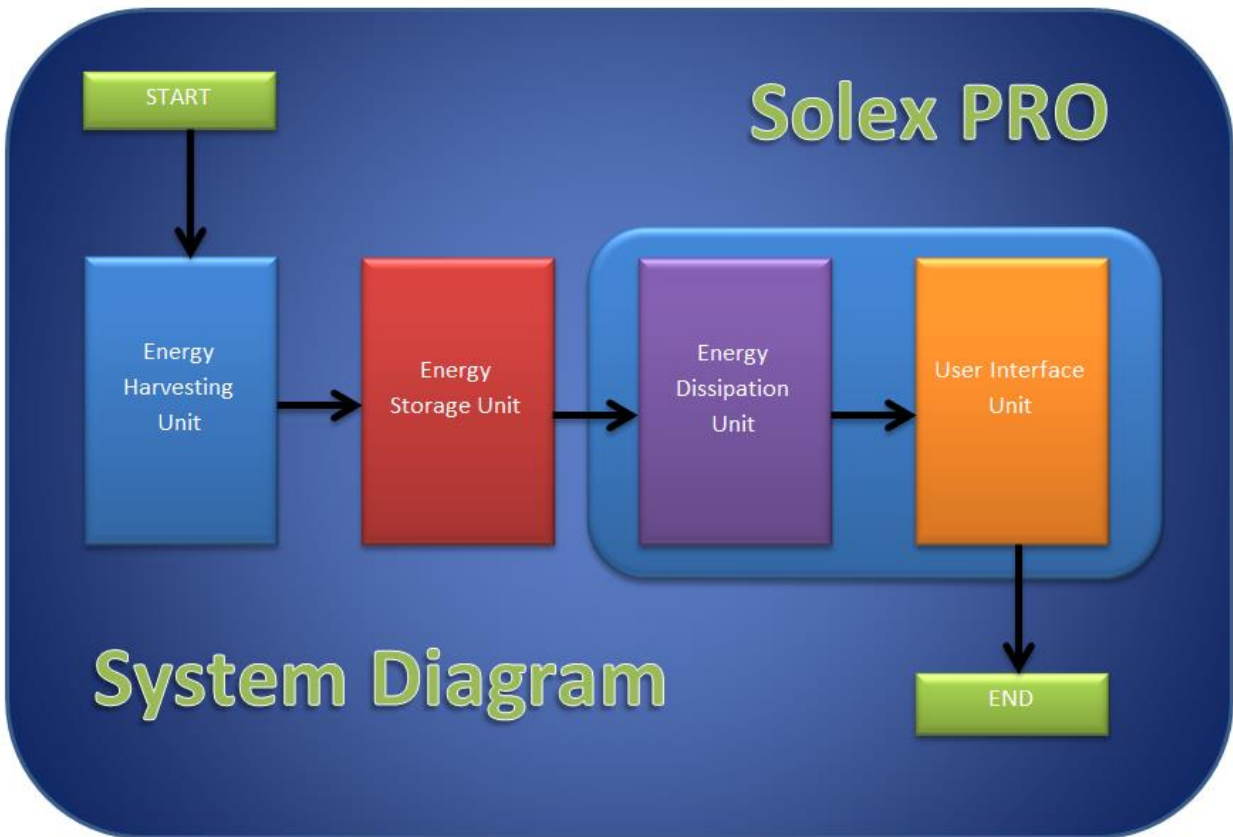 START
Solex PRO
Energy
Harvesting
Unit
Energy
Storage Unit
Energy
Dissipation
Unit
User Interface
Unit
System Diagram
END